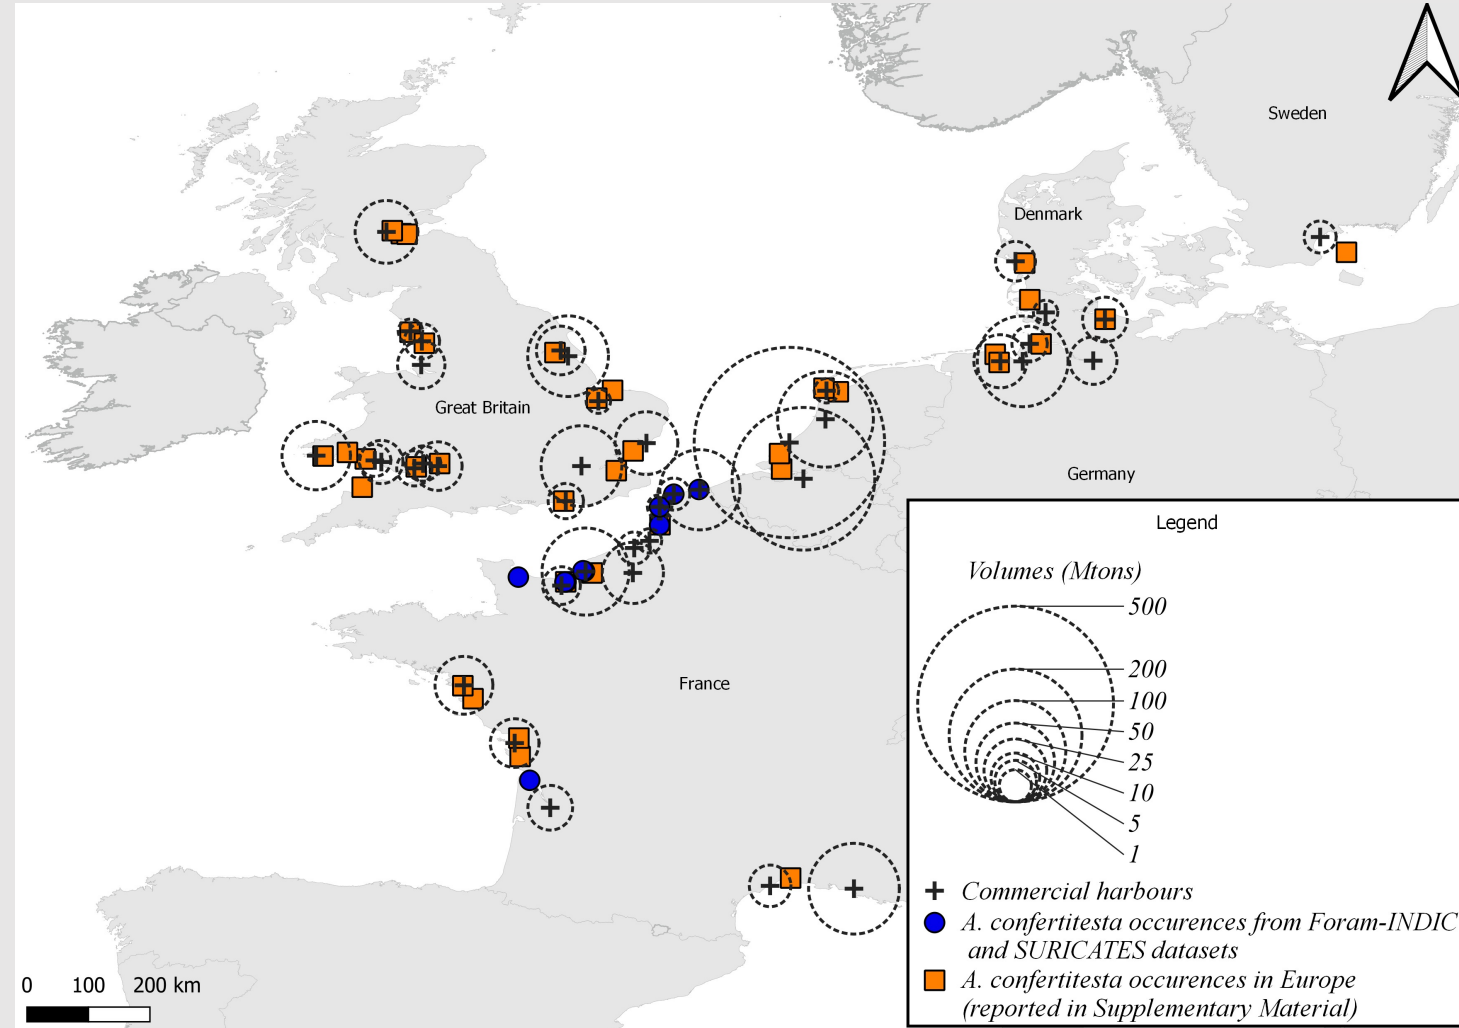 Sweden
Denmark
Great Britain
Germany
France
0 100 200 km
Legend
Volumes (Mtons)
500
200
100
50
25
10
5
1
Commercial harbours
A. confertitesta occurences from Foram-INDIC
and SURICATES datasets
A. confertitesta occurences in Europe
(reported in Supplementary Material)